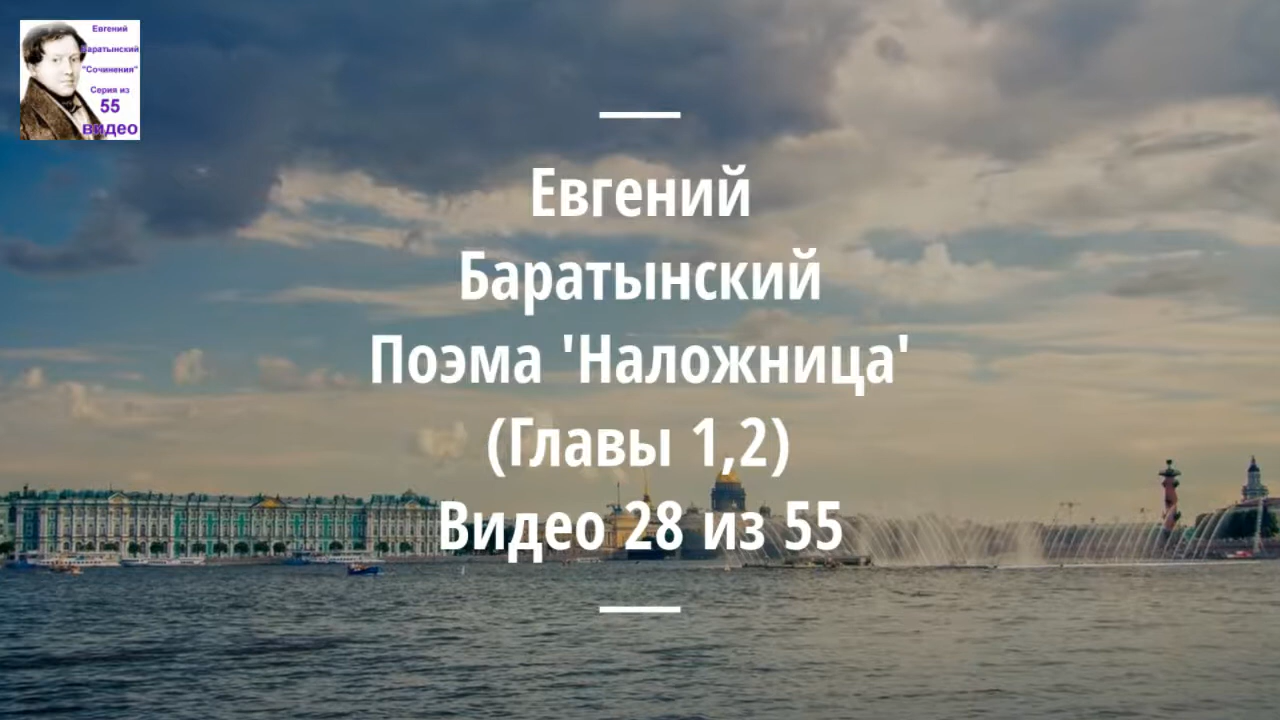 Евгений
Баратынский
"Сочинения"
Серия из
55
видео
Евгений
Баратынский
Поэма 'Наложница'
(Главы 1,2)
Видео 28 из 55